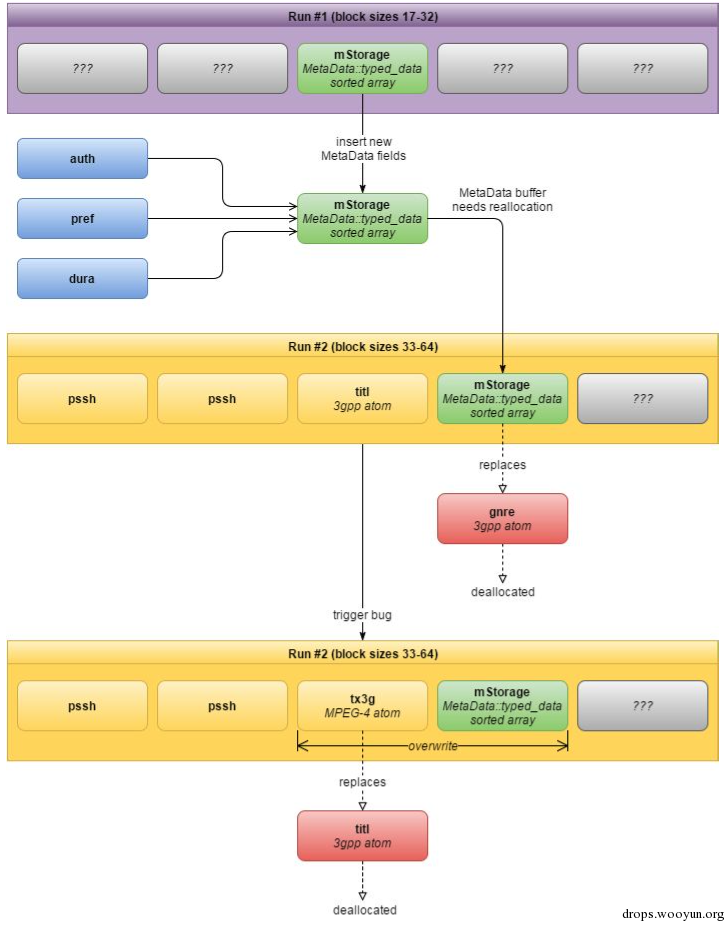 Run #1 (block sizes 17-32)
???
???
mStorage
MetaData::typed_data
sorted array
???
???
insert new
MetaData fields
auth
pref
dura
mStorage
MetaData::typed_data
sorted array
MetaData buffer
needs reallocation
Run #2 (block sizes 33-64)
pssh
pssh
titl
3gpp atom
mStorage
MetaData::typed_data
sorted array
???
replaces
gnre
3gpp atom
deallocated
trigger bug
Run #2 (block sizes 33-64)
pssh
pssh
tx3g
MPEG-4 atom
mStorage
MetaData::typed_data
sorted array
???
overwrite
replaces
titl
3gpp atom
deallocated
drops.wooyun.org